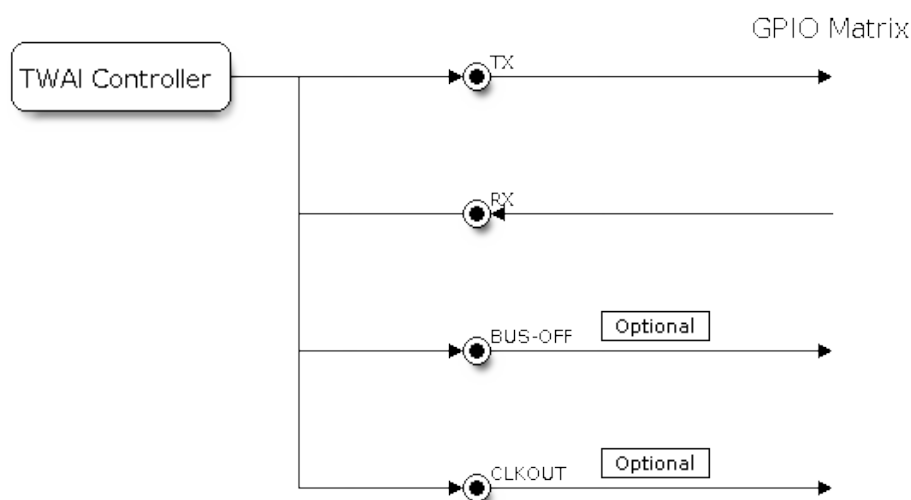 GPIO Matrix
TWAI Controller
TX
RX
BUS-OFF
Optional
CLKOUT
Optional